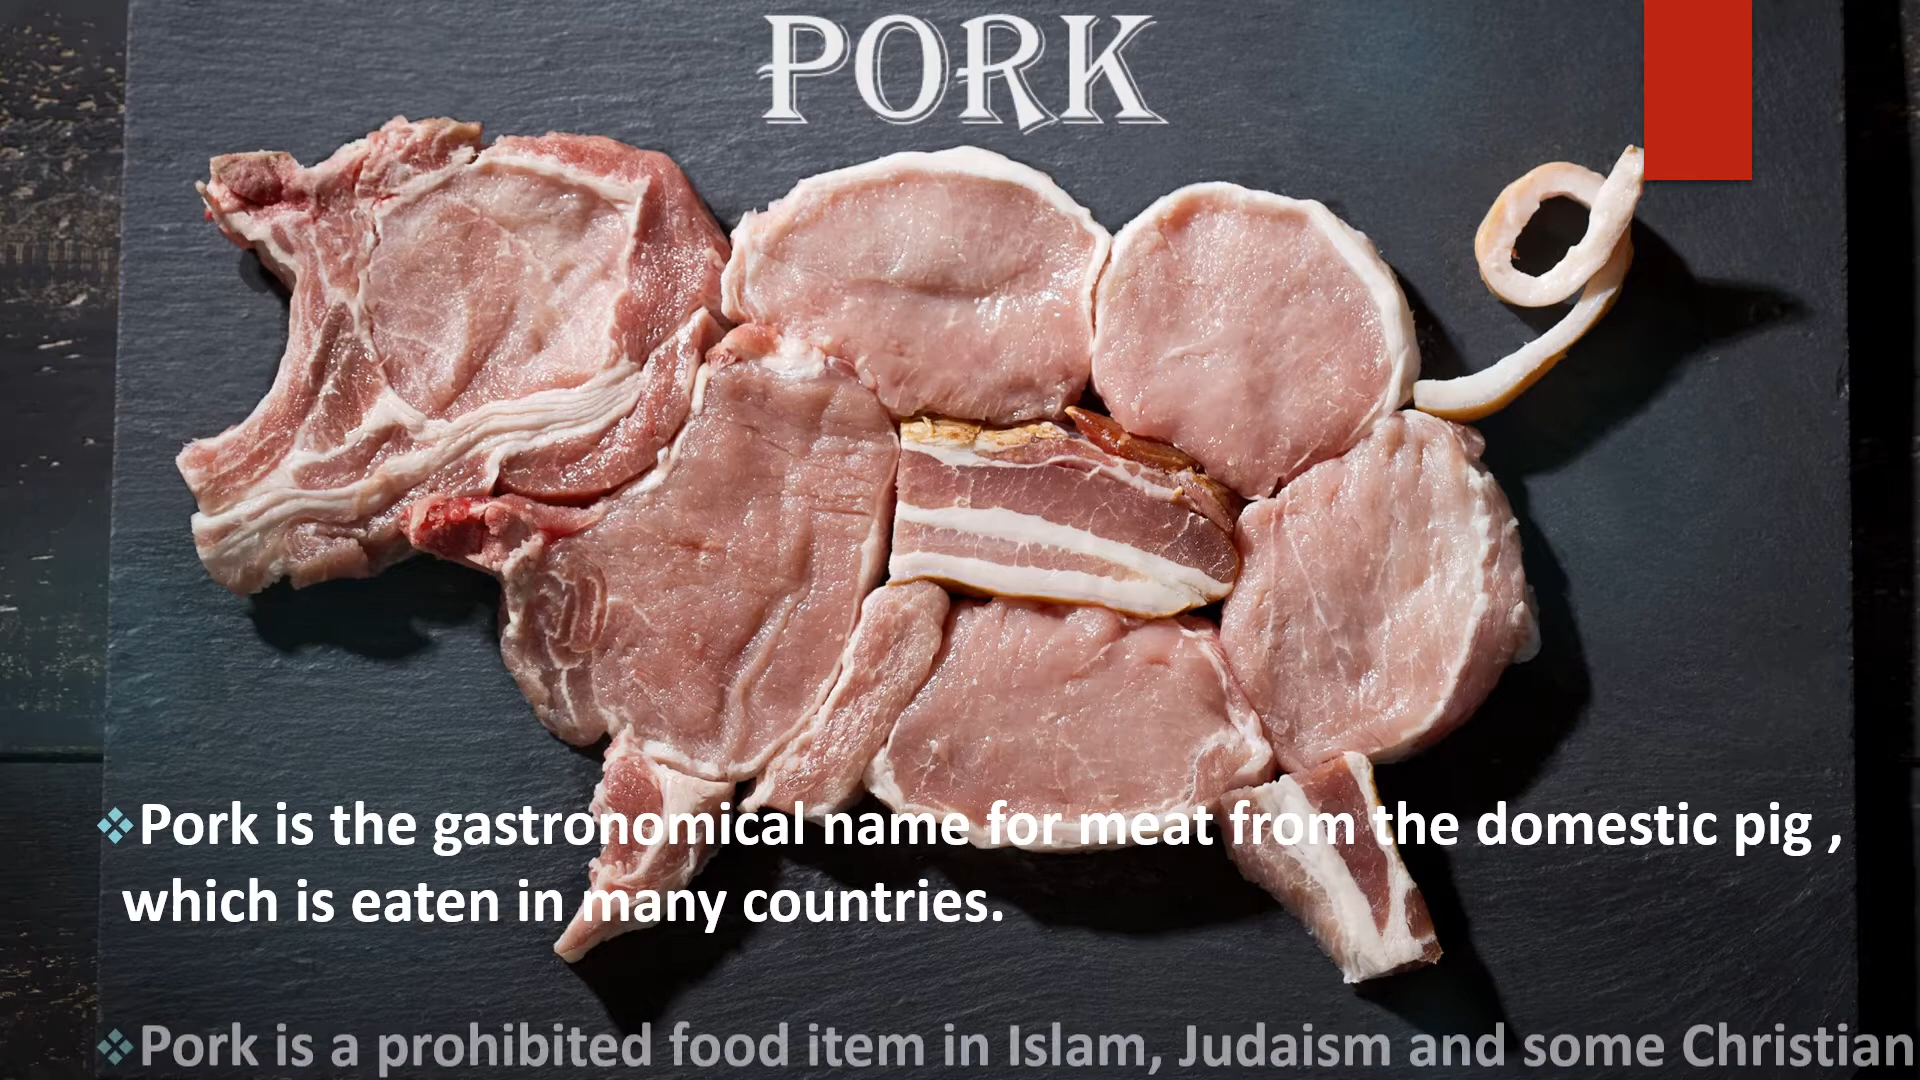 PORK
❖Pork is the gastronomical name for meat from the domestic pig ,
which is eaten in many countries.
❖Pork is a prohibited food item in Islam, Judaism and some Christian